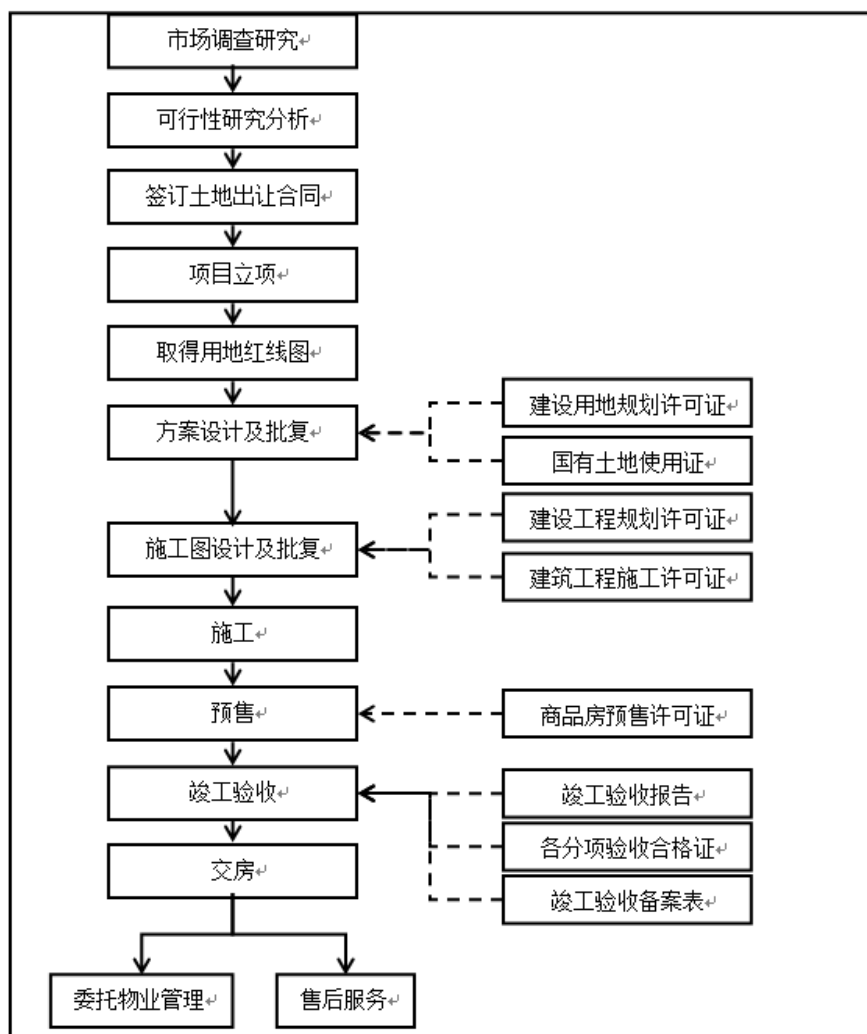 市场调查研究
可行性研究分析
签订土地出让合同
项目立项
取得用地红线图
方案设计及批复
建设用地规划许可证
国有土地使用证
施工图设计及批复
建设工程规划许可证
建筑工程施工许可证
施工
预售
商品房预售许可证
竣工验收
竣工验收报告
各分项验收合格证
竣工验收备案表
交房
委托物业管理
售后服务